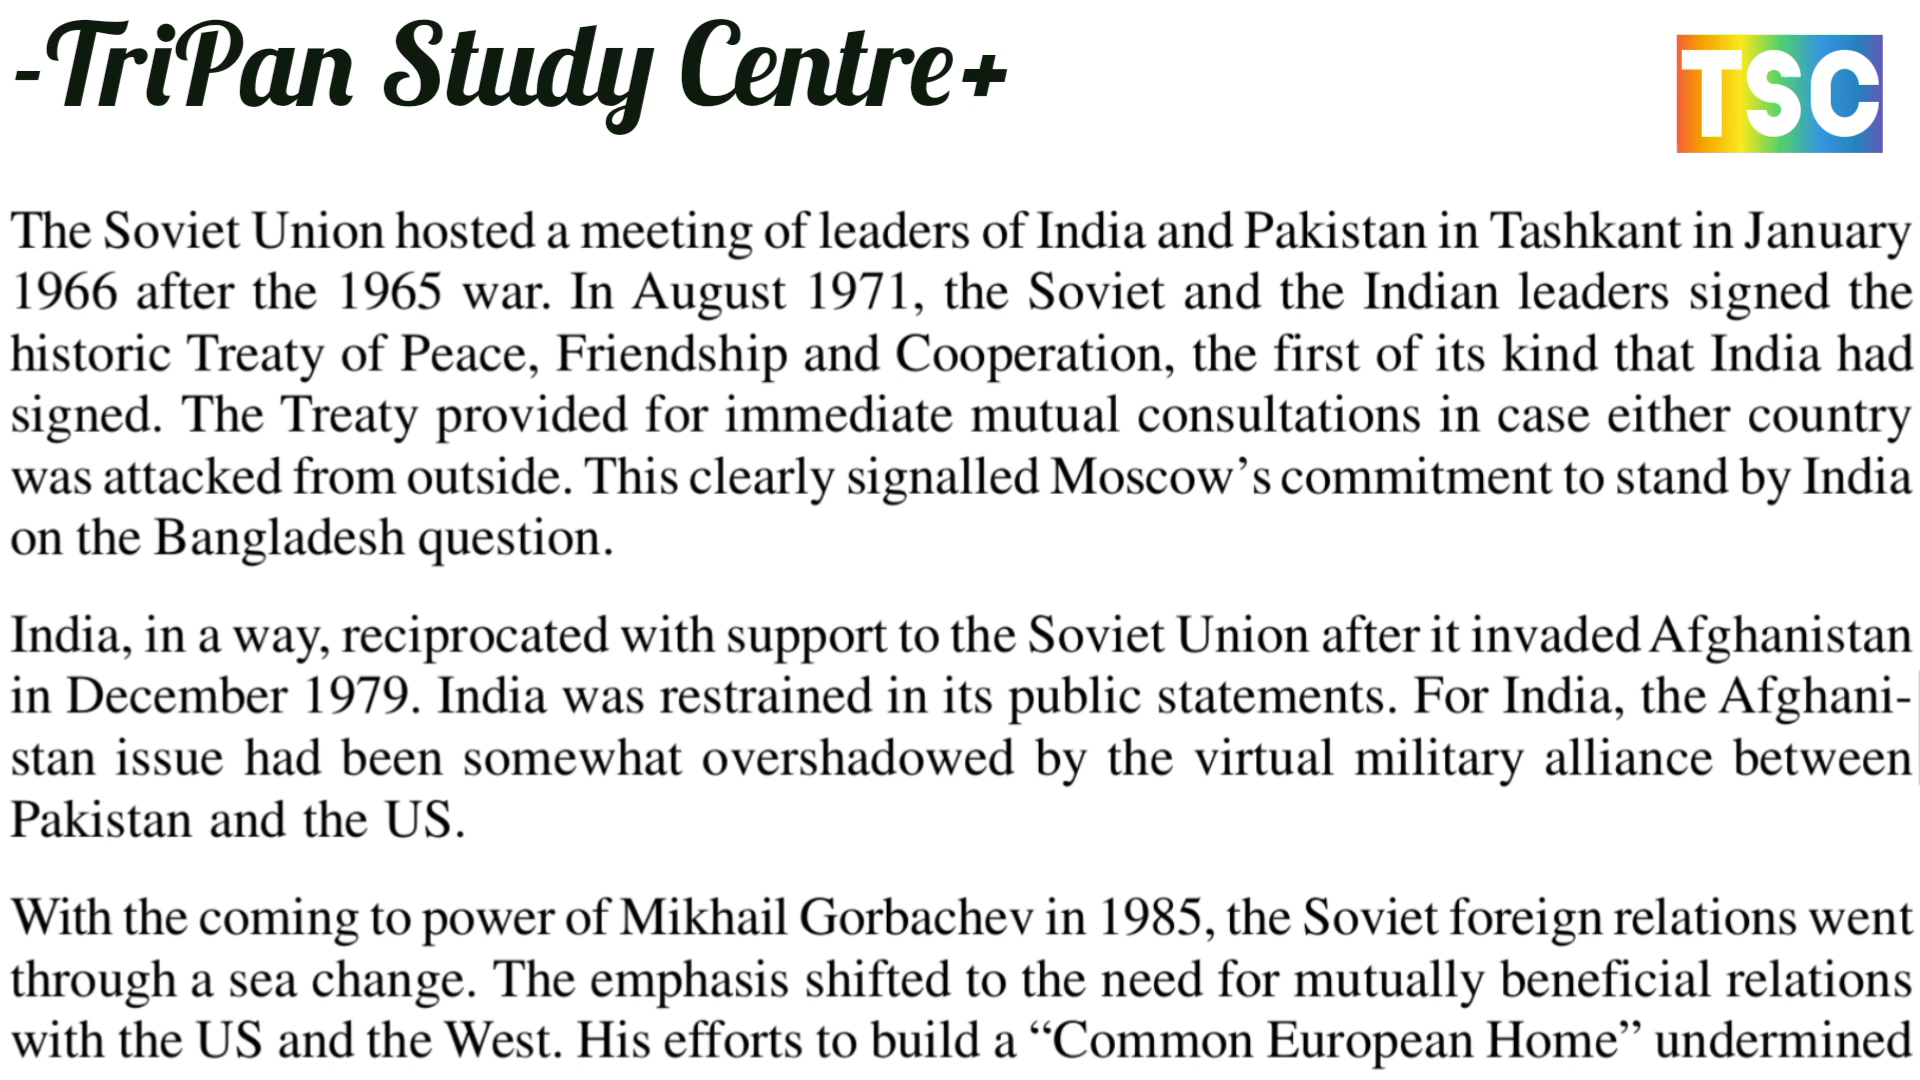 -TriPan Study Centre+
TSC
The Soviet Union hosted a meeting of leaders of India and Pakistan in Tashkant in January
1966 after the 1965 war. In August 1971, the Soviet and the Indian leaders signed the
historic Treaty of Peace, Friendship and Cooperation, the first of its kind that India had
signed. The Treaty provided for immediate mutual consultations in case either country
was attacked from outside. This clearly signalled Moscow’s commitment to stand by India
on the Bangladesh question.
India, in a way, reciprocated with support to the Soviet Union after it invaded Afghanistan
in December 1979. India was restrained in its public statements. For India, the Afghani-
stan issue had been somewhat overshadowed by the virtual military alliance between
Pakistan and the US.
With the coming to power of Mikhail Gorbachev in 1985, the Soviet foreign relations went
through a sea change. The emphasis shifted to the need for mutually beneficial relations
with the US and the West. His efforts to build a “Common European Home” undermined